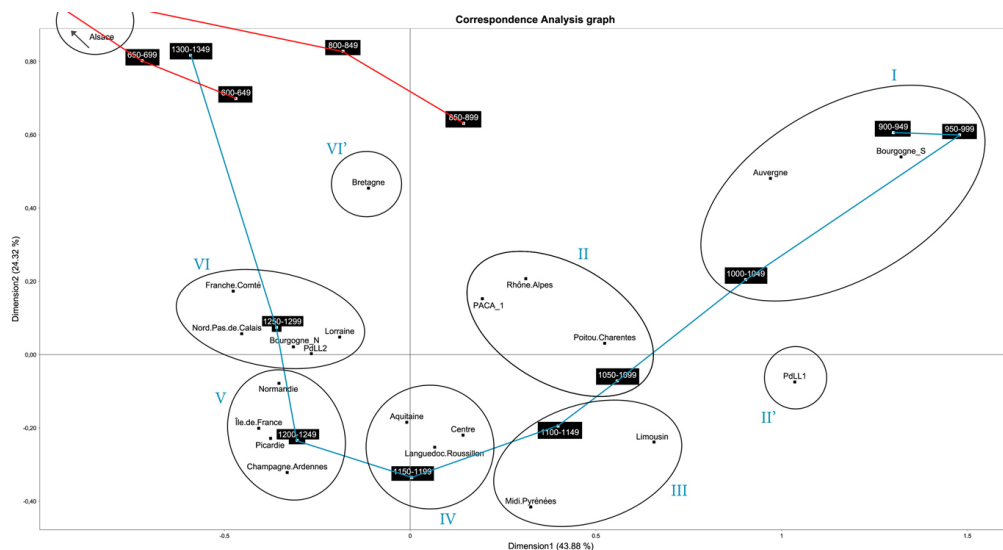 Correspondence Analysis graph
Alsace
650-699
1300-1349
800-849
600-649
850-899
I
900-949
950-999
Bourgogne_S
Auvergne
VI'
Bretagne
1000-1049
II
Rhône.Alpes
PACA_1
Poitou.Charentes
1050-1099
VI
Franche.Comté
1250-1299
Nord.Pas.de.Calais
Lorraine
Bourgogne_N
PdLL2
PdLL1
II'
V
Normandie
Île.de.France
1200-1249
Picardie
Champagne.Ardennes
Aquitaine
Centre
Languedoc.Roussillon
1150-1199
IV
1100-1149
Limousin
Midi.Pyrénées
III
0,80
0,60
0,40
0,20
0,00
-0,20
-0,40
Dimension2 (24.32 %)
-0.5
0
0.5
1
1.5
Dimension1 (43.88 %)